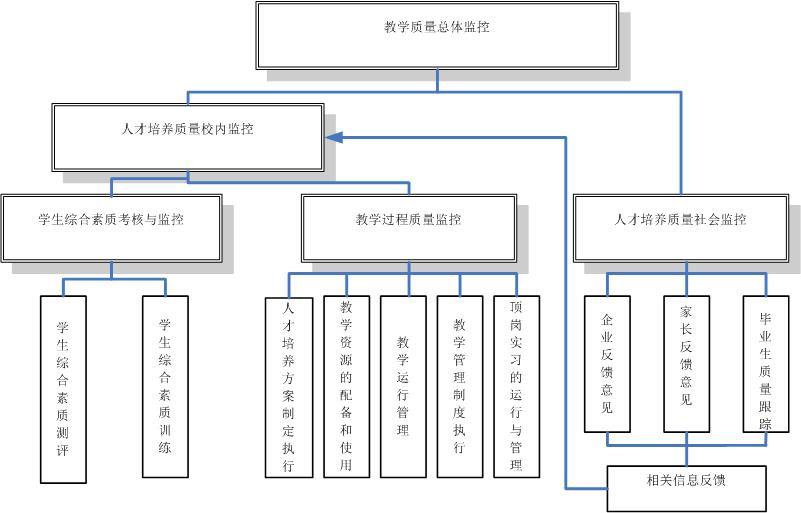 教学质量总体监控
人才培养质量校内监控
学生综合素质考核与监控
教学过程质量监控
人才培养质量社会监控
学生综合素质测评
学生综合素质训练
人才培养方案制定执行
教学资源的配备和使用
教学运行管理
教学管理制度执行
顶岗实习的运行与管理
企业反馈意见
家长反馈意见
毕业生质量跟踪
相关信息反馈